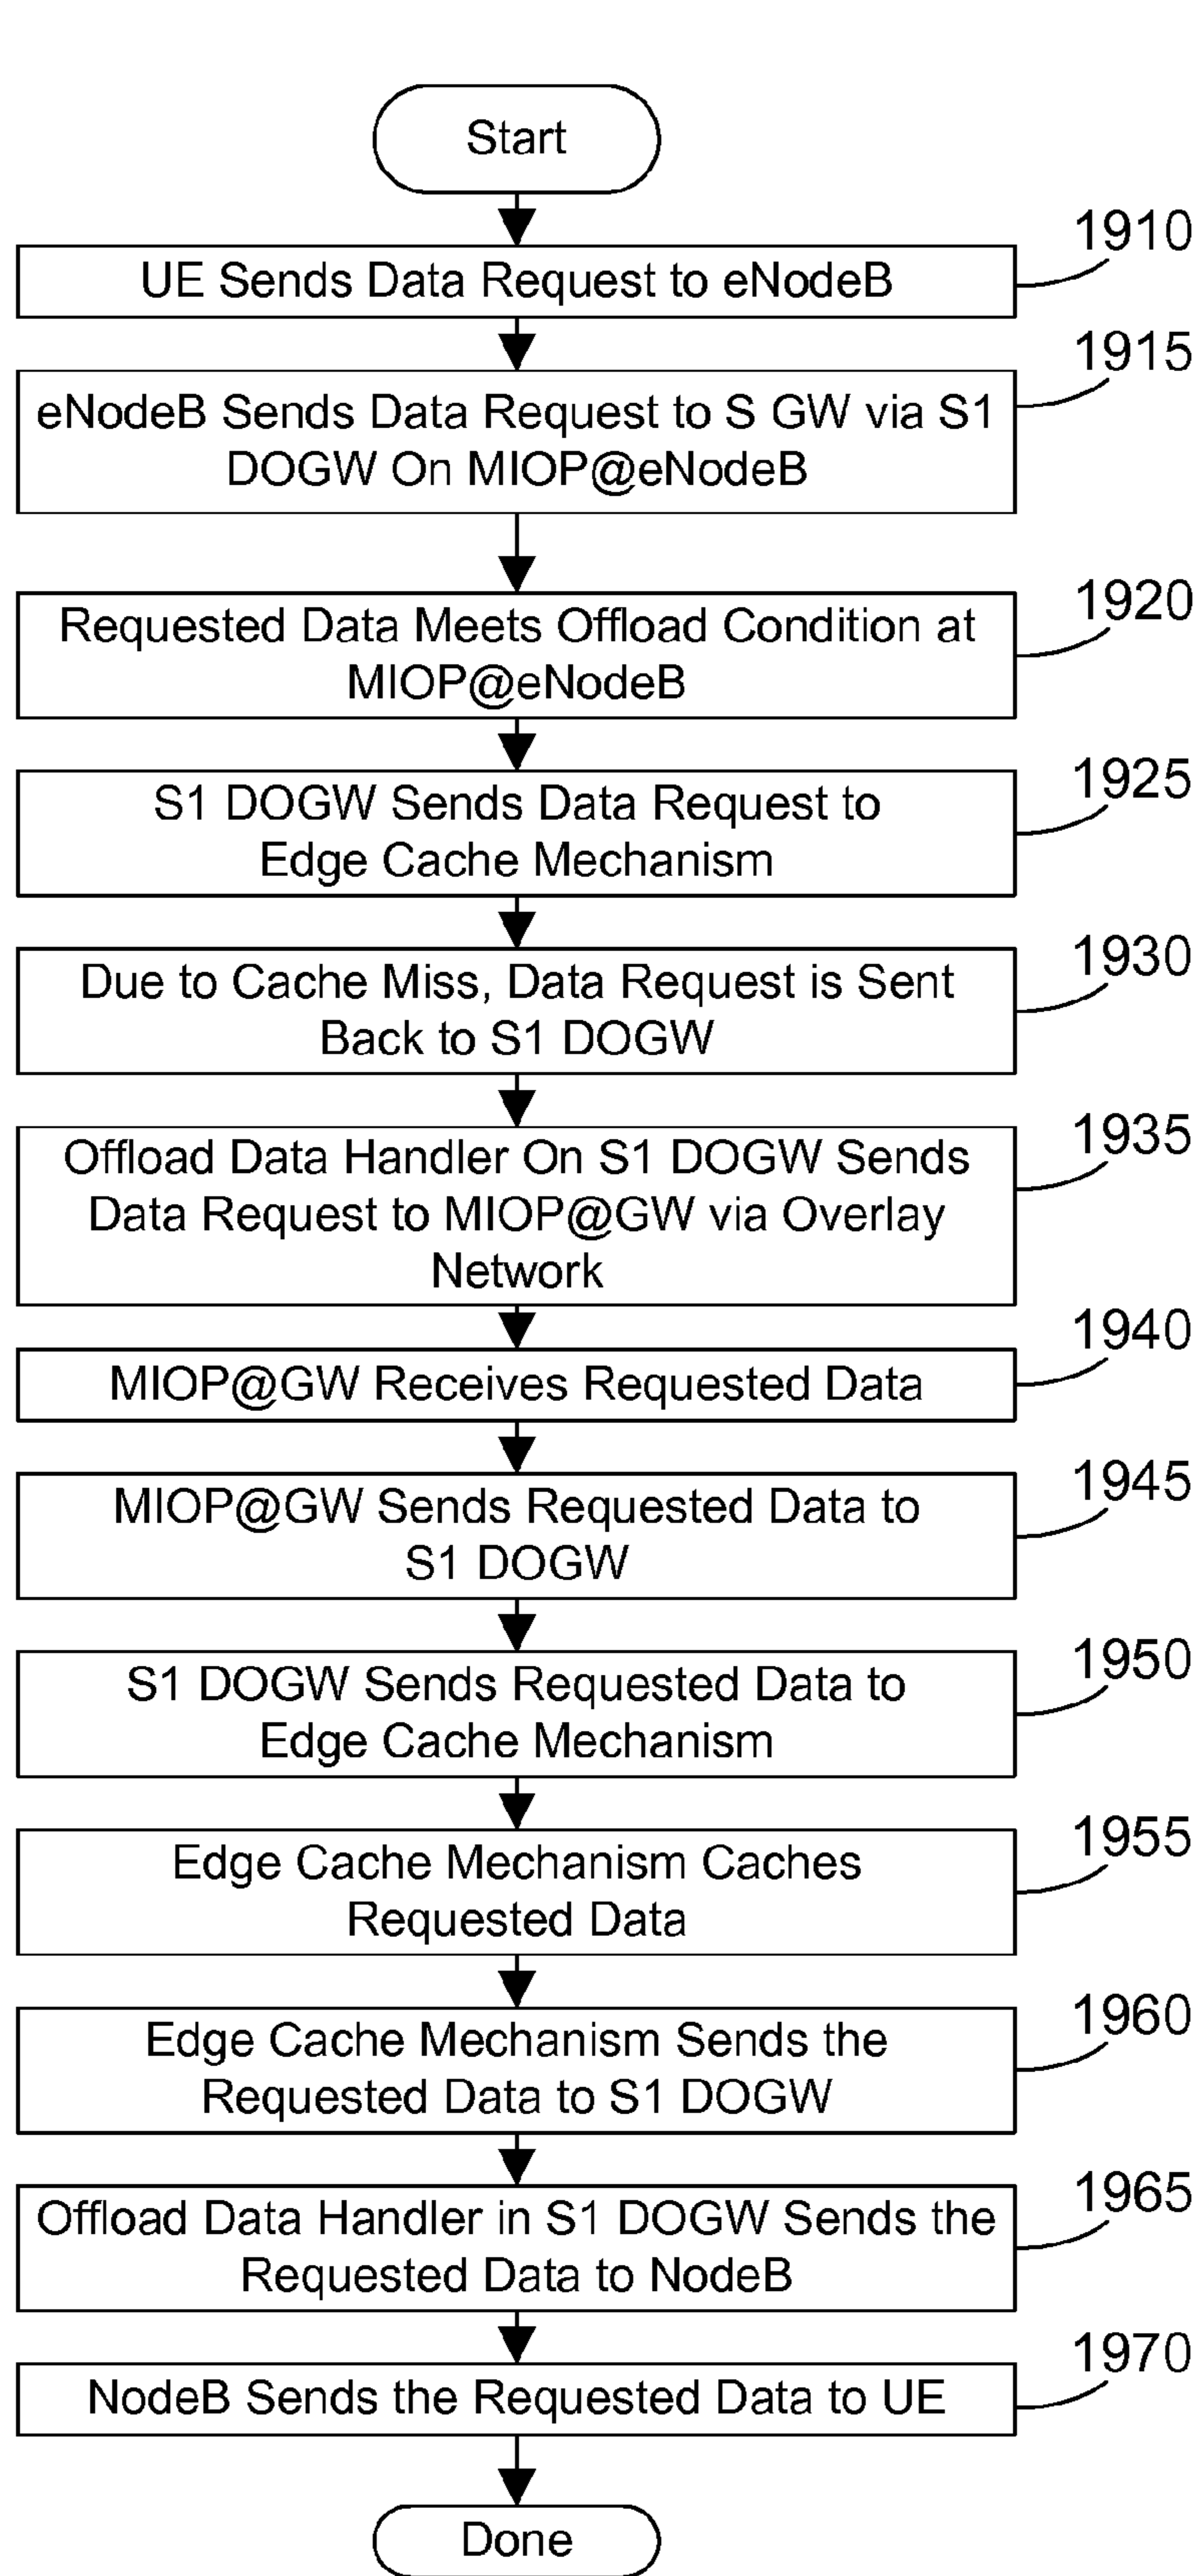 Start
1910
UE Sends Data Request to eNodeB
1915
eNodeB Sends Data Request to S GW via S1
DOGW On MIOP@eNodeB
1920
Requested Data Meets Offload Condition at
MIOP@eNodeB
1925
S1 DOGW Sends Data Request to
Edge Cache Mechanism
1930
Due to Cache Miss, Data Request is Sent
Back to S1 DOGW
1935
Offload Data Handler On S1 DOGW Sends
Data Request to MIOP@GW via Overlay
Network
1940
MIOP@GW Receives Requested Data
1945
MIOP@GW Sends Requested Data to
S1 DOGW
1950
S1 DOGW Sends Requested Data to
Edge Cache Mechanism
1955
Edge Cache Mechanism Caches
Requested Data
1960
Edge Cache Mechanism Sends the
Requested Data to S1 DOGW
1965
Offload Data Handler in S1 DOGW Sends the
Requested Data to NodeB
1970
NodeB Sends the Requested Data to UE
Done